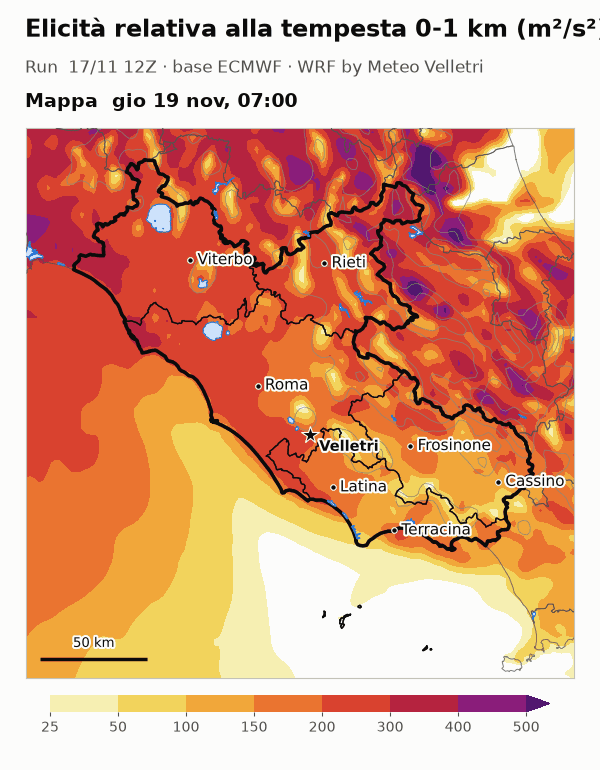 Elicità relativa alla tempesta 0-1 km (m²/s²)
Run 17/11 12Z · base ECMWF · WRF by Meteo Velletri
Mappa gio 19 nov, 07:00
Viterbo
Rieti
Roma
Velletri
Frosinone
Latina
Cassino
Terracina
50 km
25 50 100 150 200 300 400 500